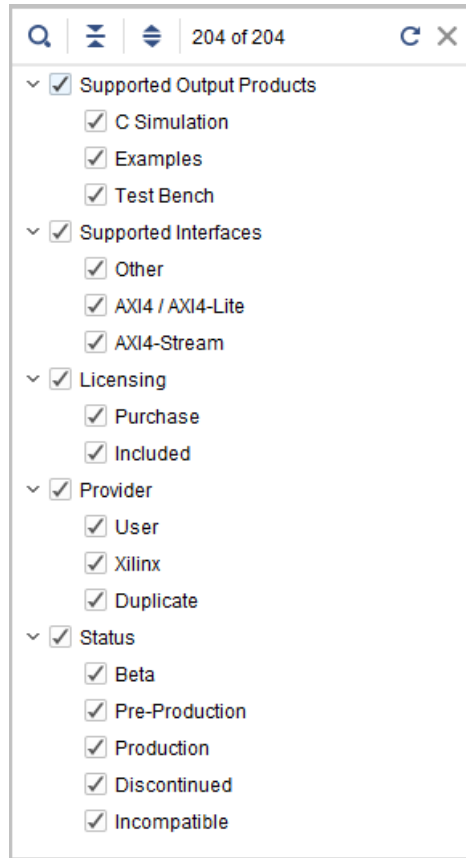 204 of 204
Supported Output Products
C Simulation
Examples
Test Bench
Supported Interfaces
Other
AXI4 / AXI4-Lite
AXI4-Stream
Licensing
Purchase
Included
Provider
User
Xilinx
Duplicate
Status
Beta
Pre-Production
Production
Discontinued
Incompatible